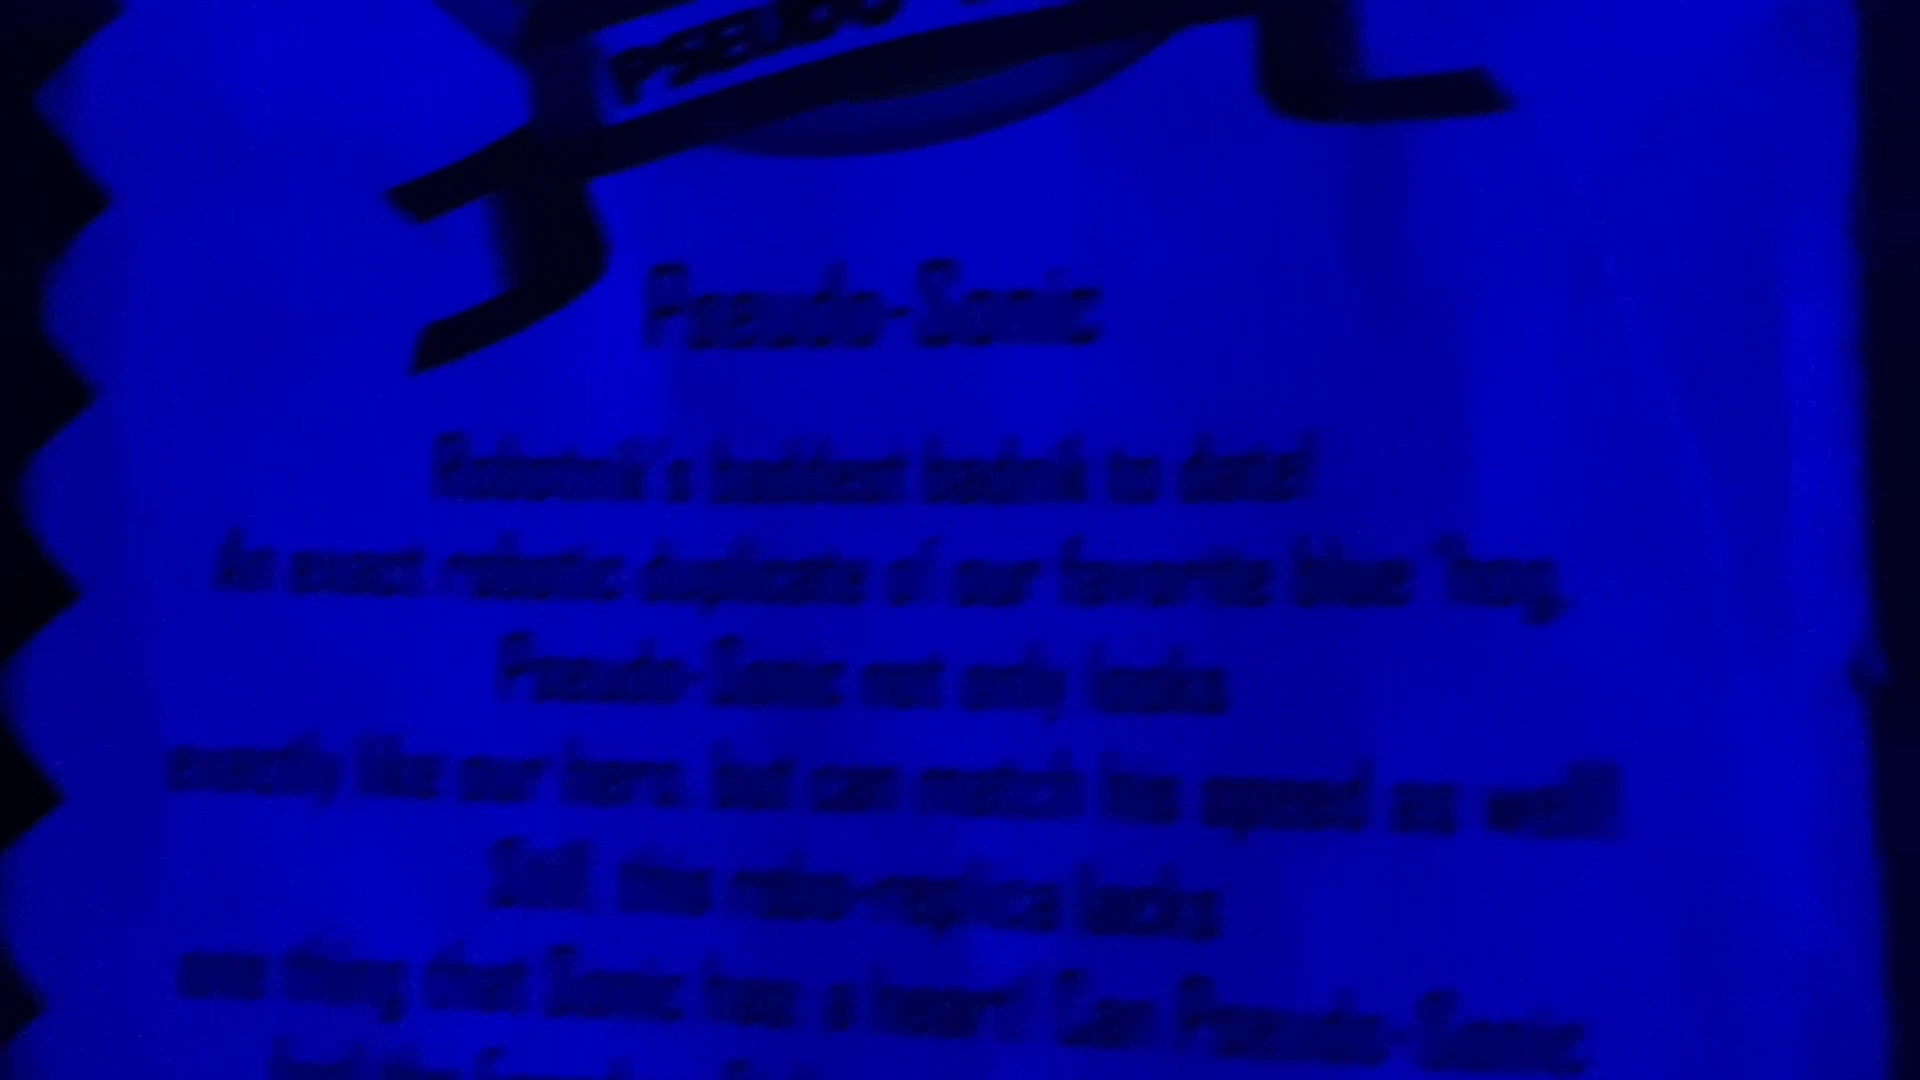 PSEUDO
Pseudo-Sonic
Robotnik's baddest badnik to date!
An exact robotic duplicate of our favorite blue 'hog,
Pseudo-Sonic not only looks
exactly like our hero, but can match his speed as well!
Still, this robo-replica lacks
one thing that Sonic has: a heart! Can Pseudo-Sonic